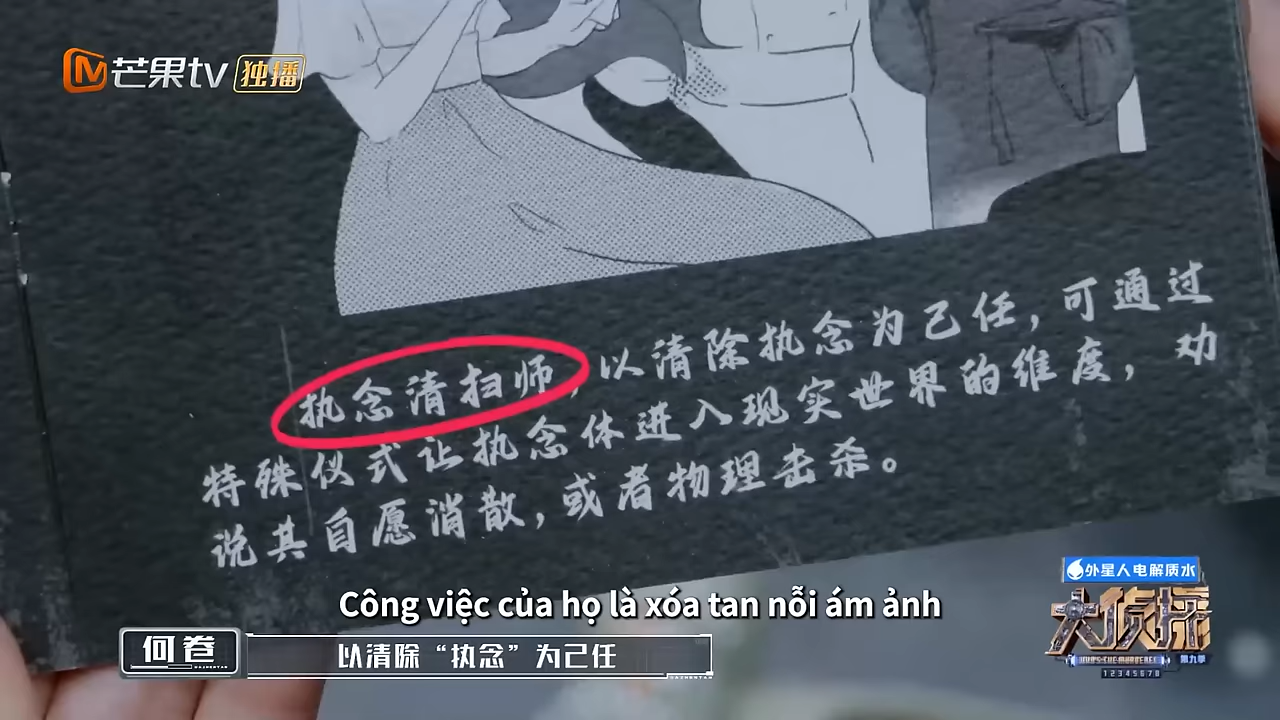 芒果tv 独播
执念清扫师，以清除执念为己任，可通过
特殊仪式让执念体进入现实世界的维度，劝
说其自愿消散，或者物理击杀。
Công việc của họ là xóa tan nỗi ám ảnh
何卷
以清除“执念”为己任
外星人电解质水
大侦探
第九季
12345678